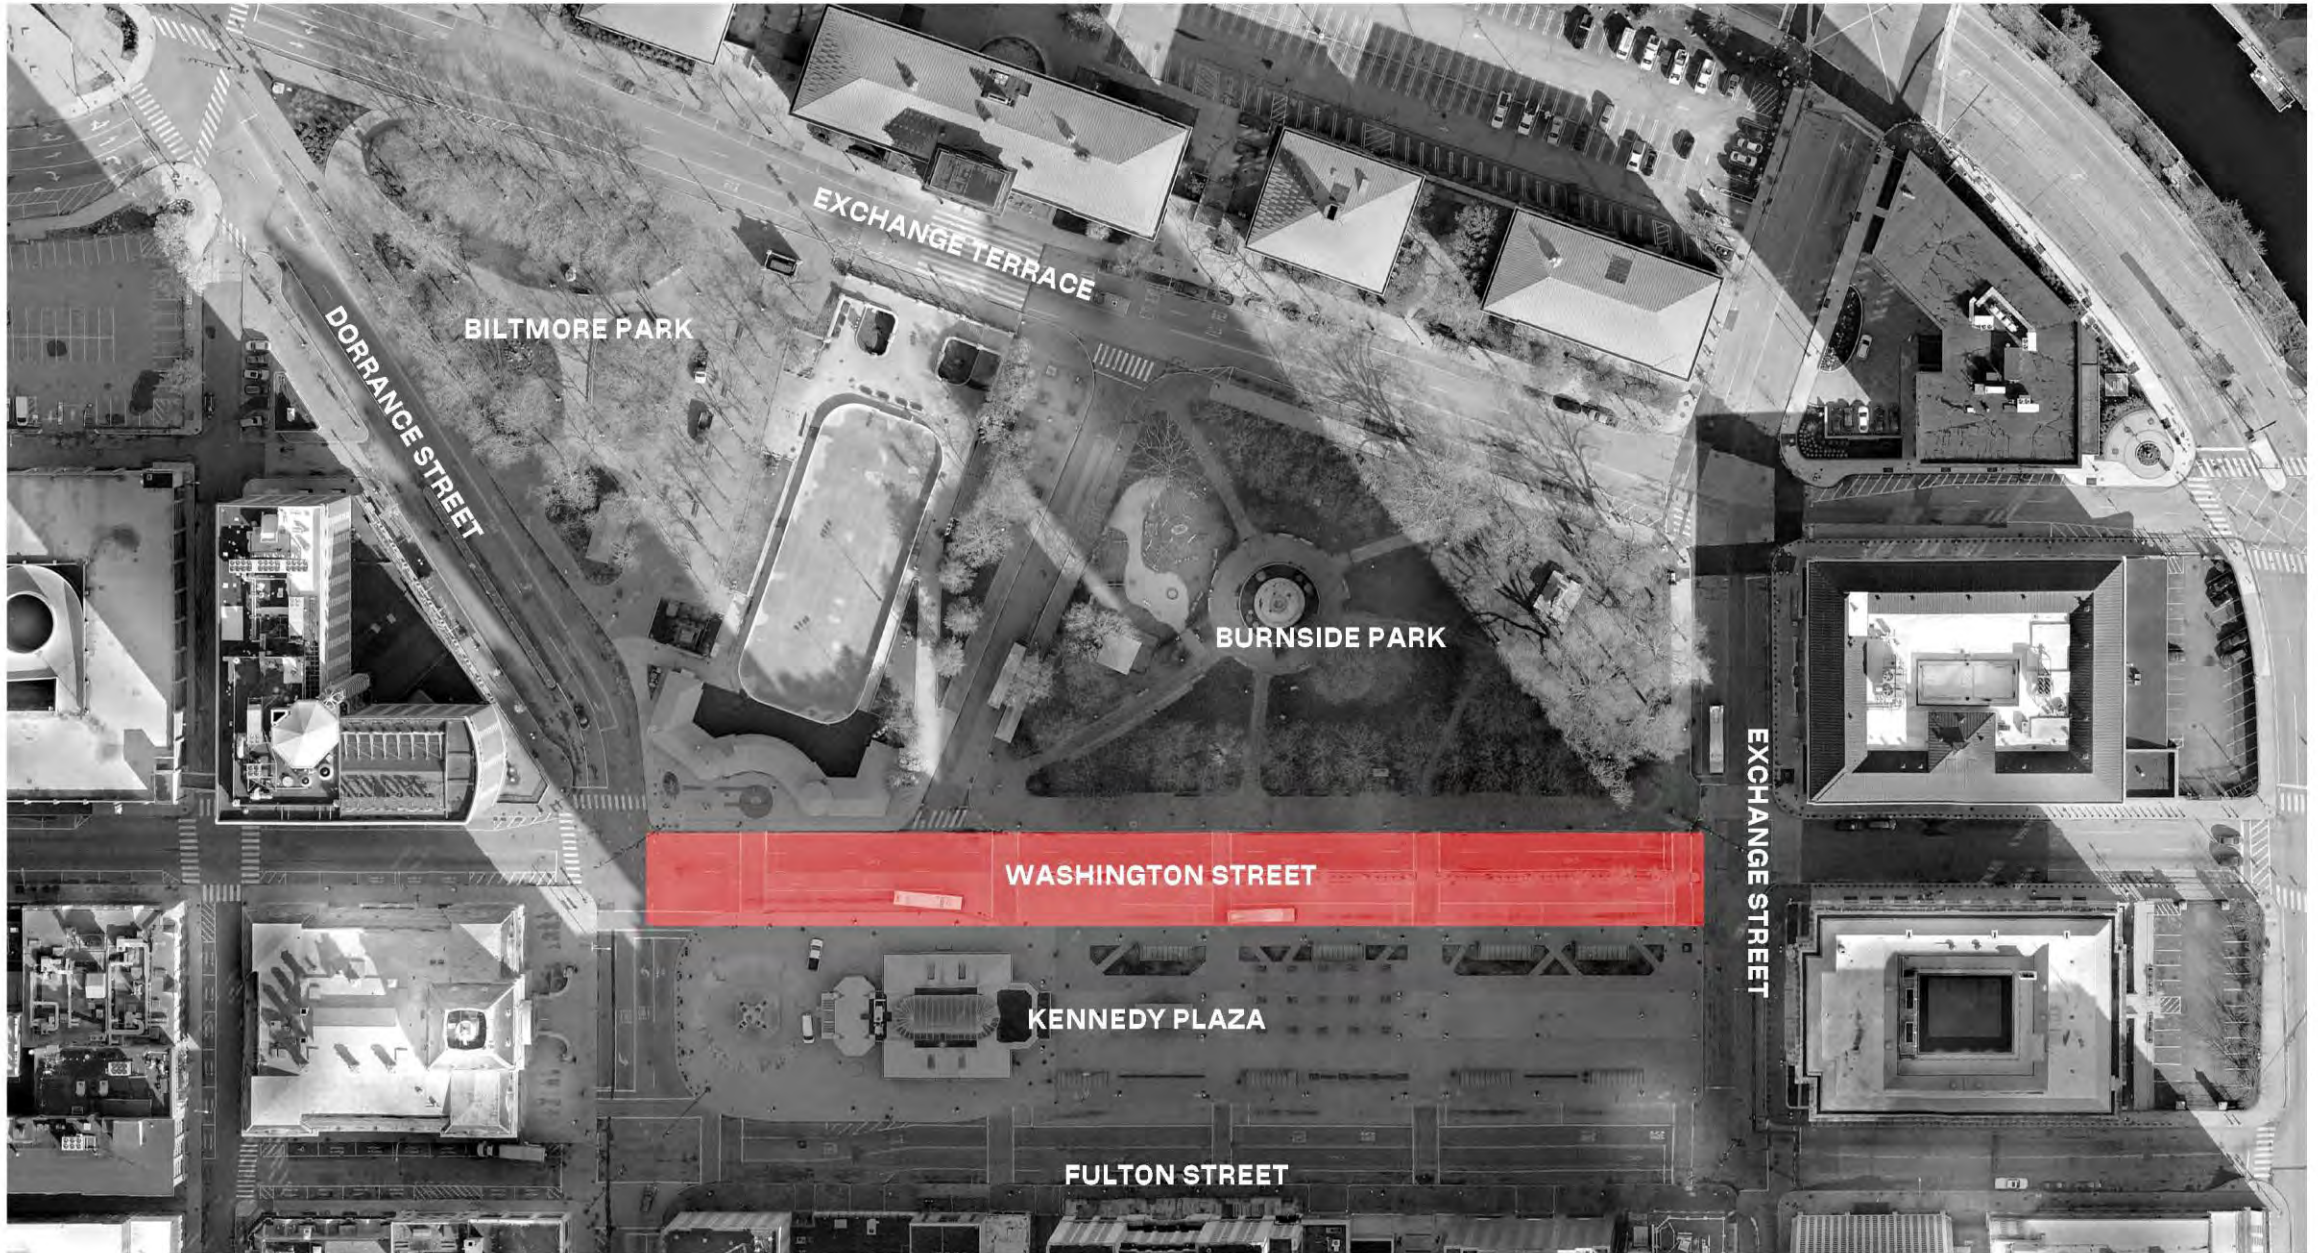 EXCHANGE TERRACE
DORRANCE STREET
BILTMORE PARK
BURNSIDE PARK
WASHINGTON STREET
EXCHANGE STREET
KENNEDY PLAZA
FULTON STREET